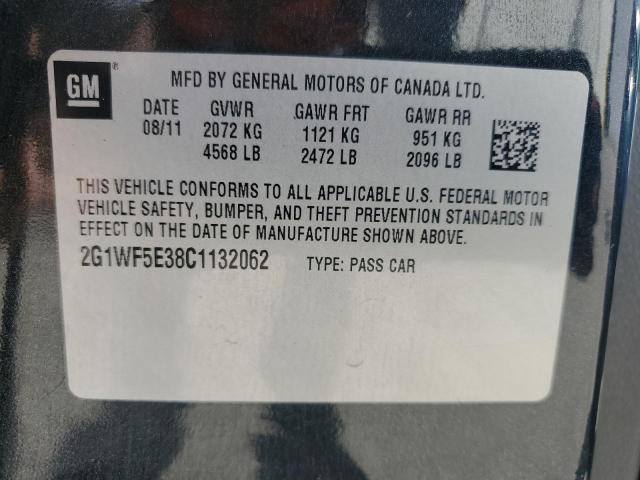 GM®
MFD BY GENERAL MOTORS OF CANADA LTD.
DATE GVWR GAWR FRT GAWR RR
08/11 2072 KG 1121 KG 951 KG
4568 LB 2472 LB 2096 LB
THIS VEHICLE CONFORMS TO ALL APPLICABLE U.S. FEDERAL MOTOR
VEHICLE SAFETY, BUMPER, AND THEFT PREVENTION STANDARDS IN
EFFECT ON THE DATE OF MANUFACTURE SHOWN ABOVE.
2G1WF5E38C1132062 TYPE: PASS CAR